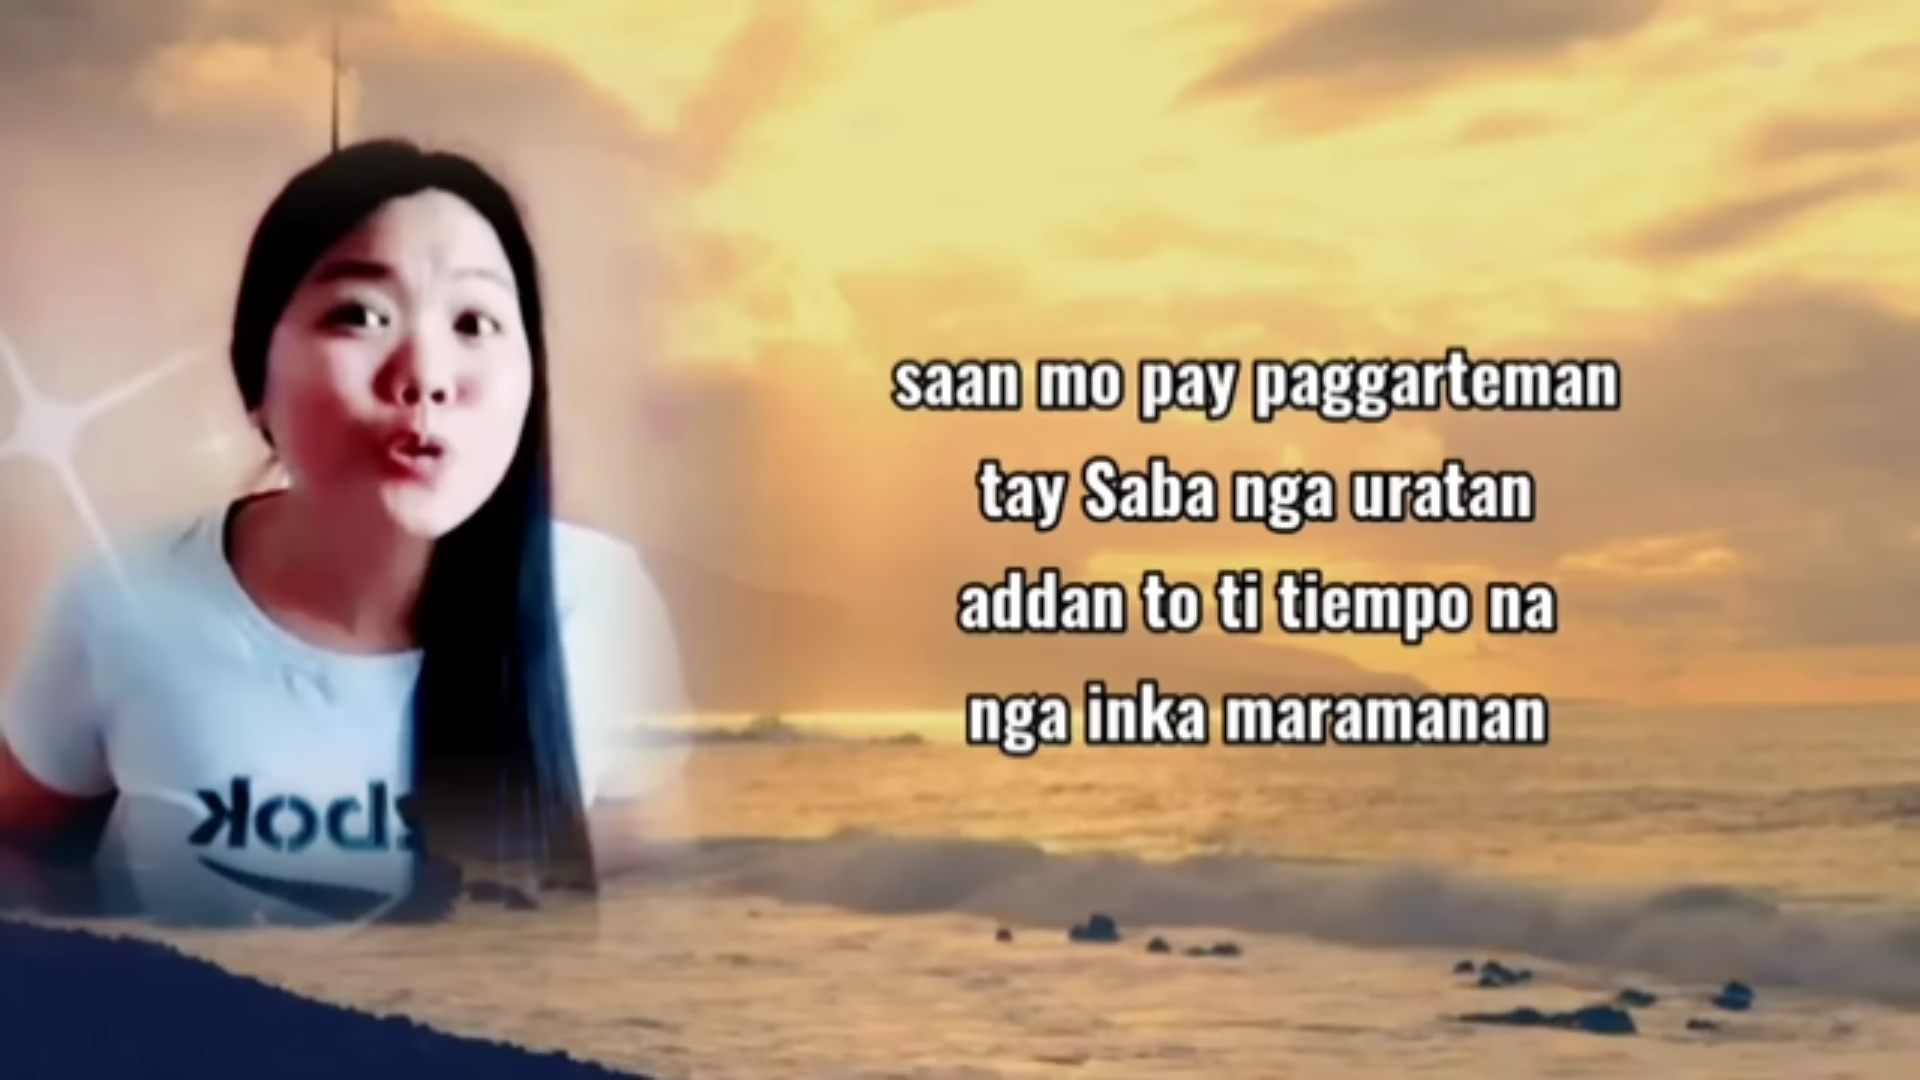 saan mo pay paggarteman
tay Saba nga uratan
addan to ti tiempo na
nga inka maramanan